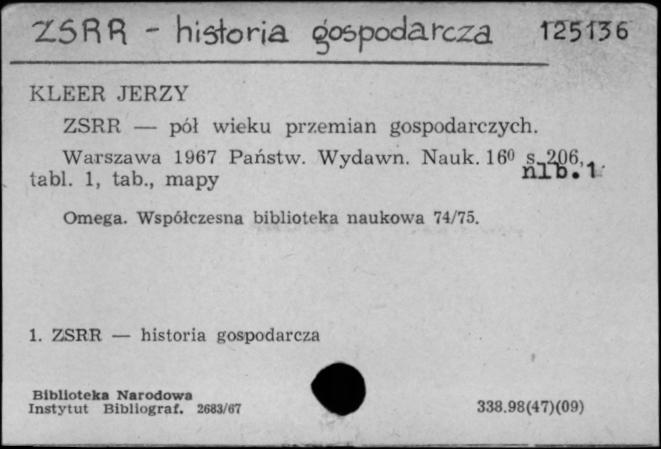 ZSRR - historia gospodarcza 125136
KLEER JERZY
ZSRR — pół wieku przemian gospodarczych.
Warszawa 1967 Państw. Wydawn. Nauk. 16⁰ s. 206,
nlb. 1
tabl. 1, tab., mapy
Omega. Współczesna biblioteka naukowa 74/75.
1. ZSRR — historia gospodarcza
Biblioteka Narodowa
Instytut Bibliograf. 2683/67 338.98(47)(09)